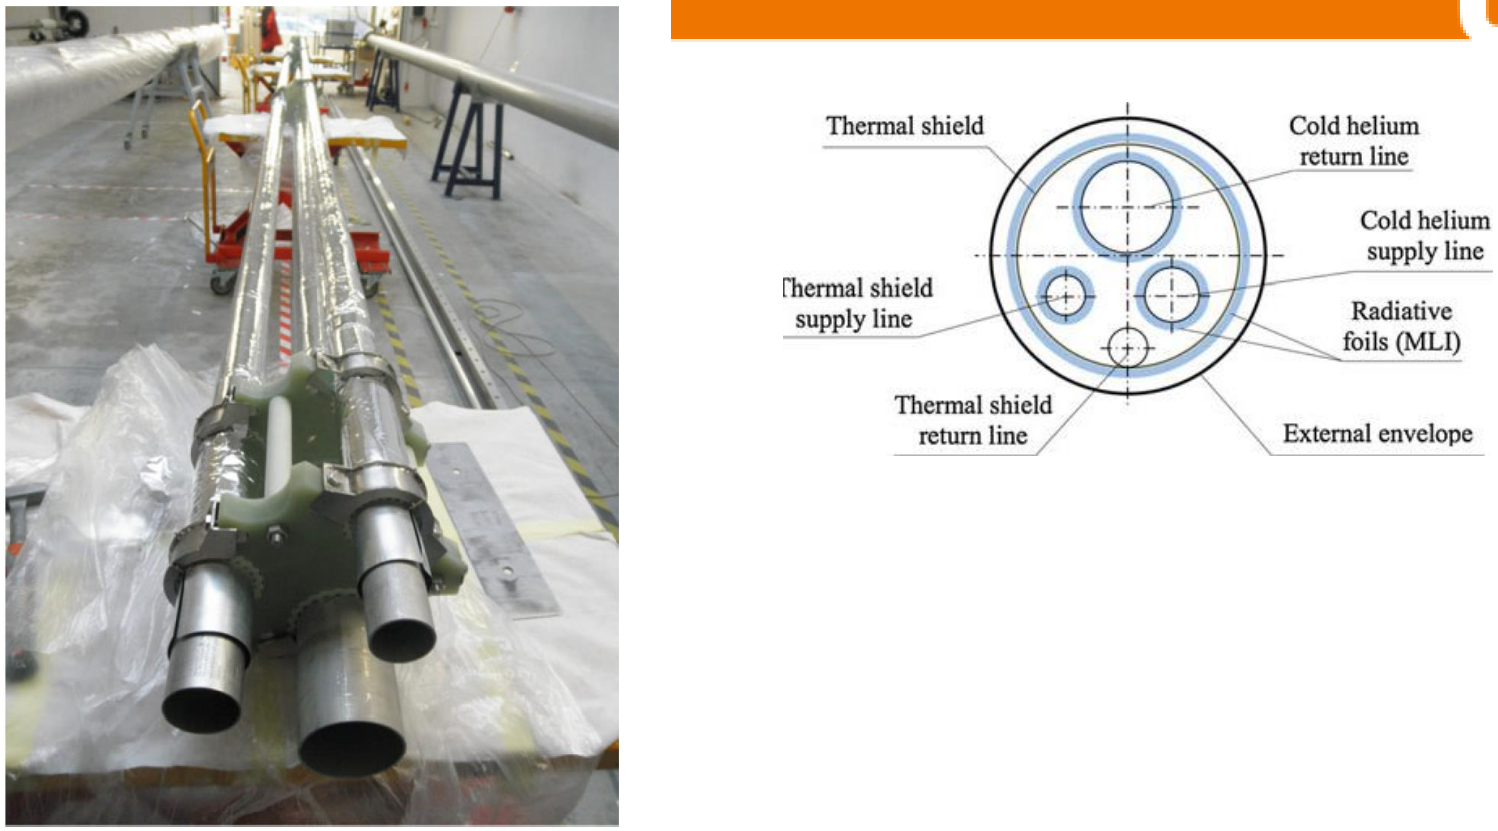 Thermal shield
Cold helium
return line
Cold helium
supply line
Thermal shield
supply line
Radiative
foils (MLI)
Thermal shield
return line
External envelope